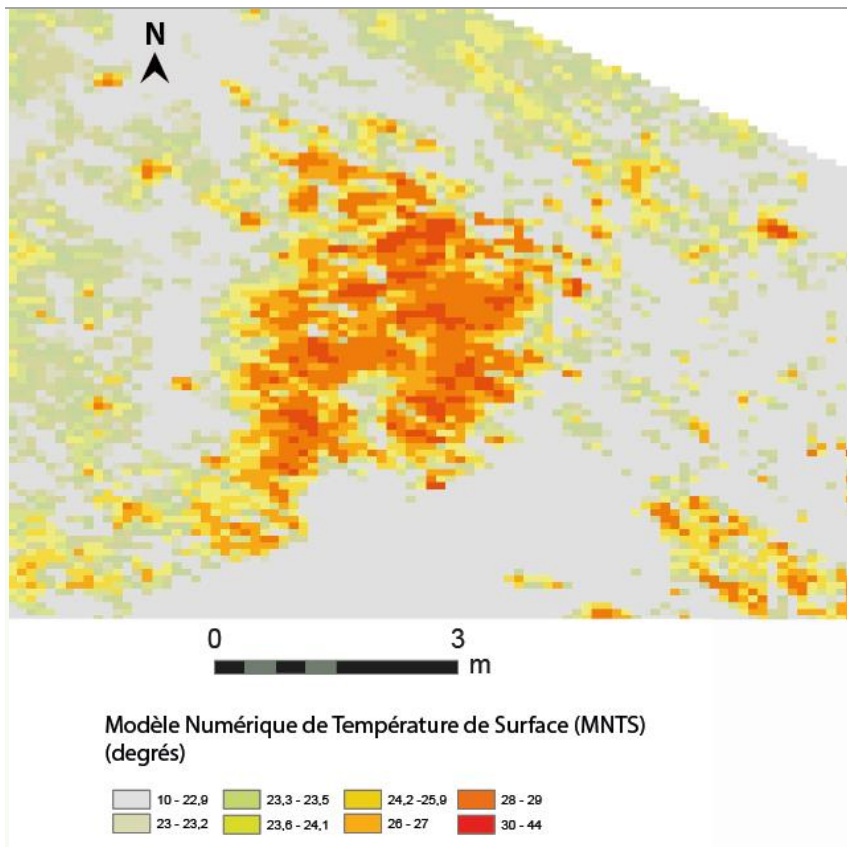 N
0 3
m
Modèle Numérique de Température de Surface (MNTS)
(degrés)
10 - 22,9 23,3 - 23,5 24,2 -25,9 28 - 29
23 - 23,2 23,6 - 24,1 26 - 27 30 - 44